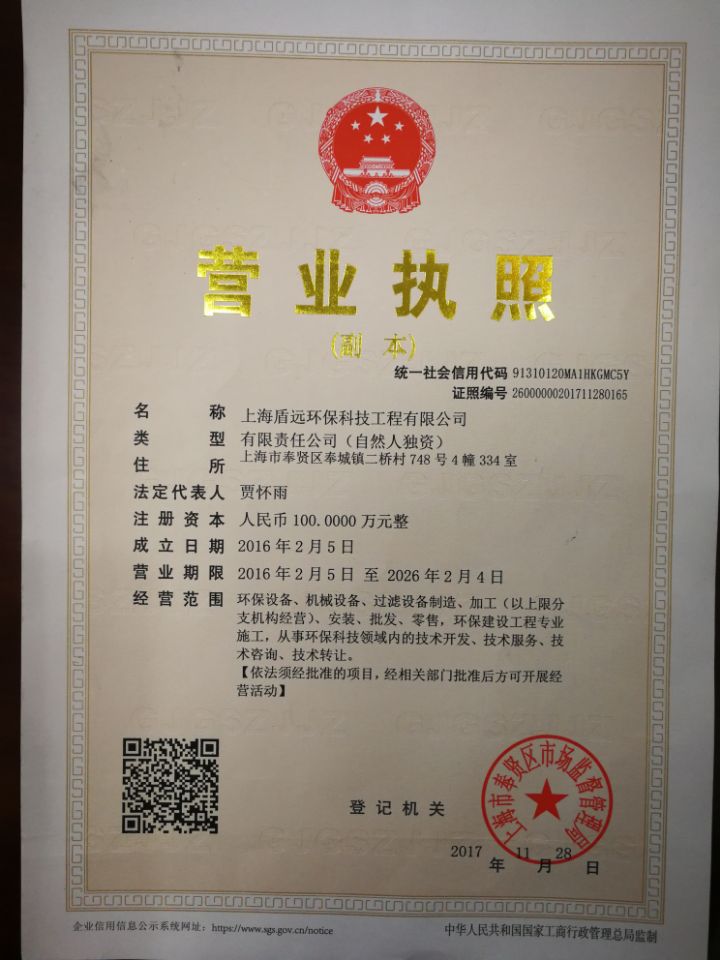 营业执照
(副本)
统一社会信用代码 91310120MA1HKGMC5Y
证照编号 26000000201711280165
名称 上海盾远环保科技工程有限公司
类型 有限责任公司（自然人独资）
住所 上海市奉贤区奉城镇二桥村748号4幢334室
法定代表人 贾怀雨
注册资本 人民币100.0000万元整
成立日期 2016年2月5日
营业期限 2016年2月5日 至 2026年2月4日
经营范围 环保设备、机械设备、过滤设备制造、加工（以上限分
支机构经营）、安装、批发、零售，环保建设工程专业
施工，从事环保科技领域内的技术开发、技术服务、技
术咨询、技术转让。
【依法须经批准的项目，经相关部门批准后方可开展经
营活动】
登记机关
上海市奉贤区市场监督管理局
2017年11月28日
企业信用信息公示系统网址：https://www.sgs.gov.cn/notice
中华人民共和国国家工商行政管理总局监制